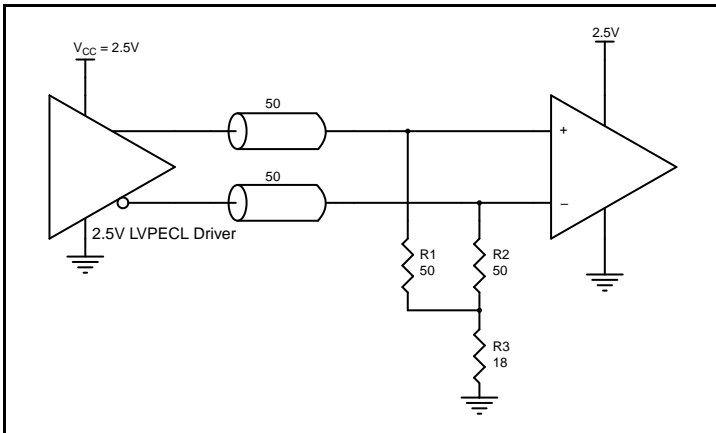 V_CC = 2.5V
2.5V
50
+
50
–
2.5V LVPECL Driver
R1
50
R2
50
R3
18